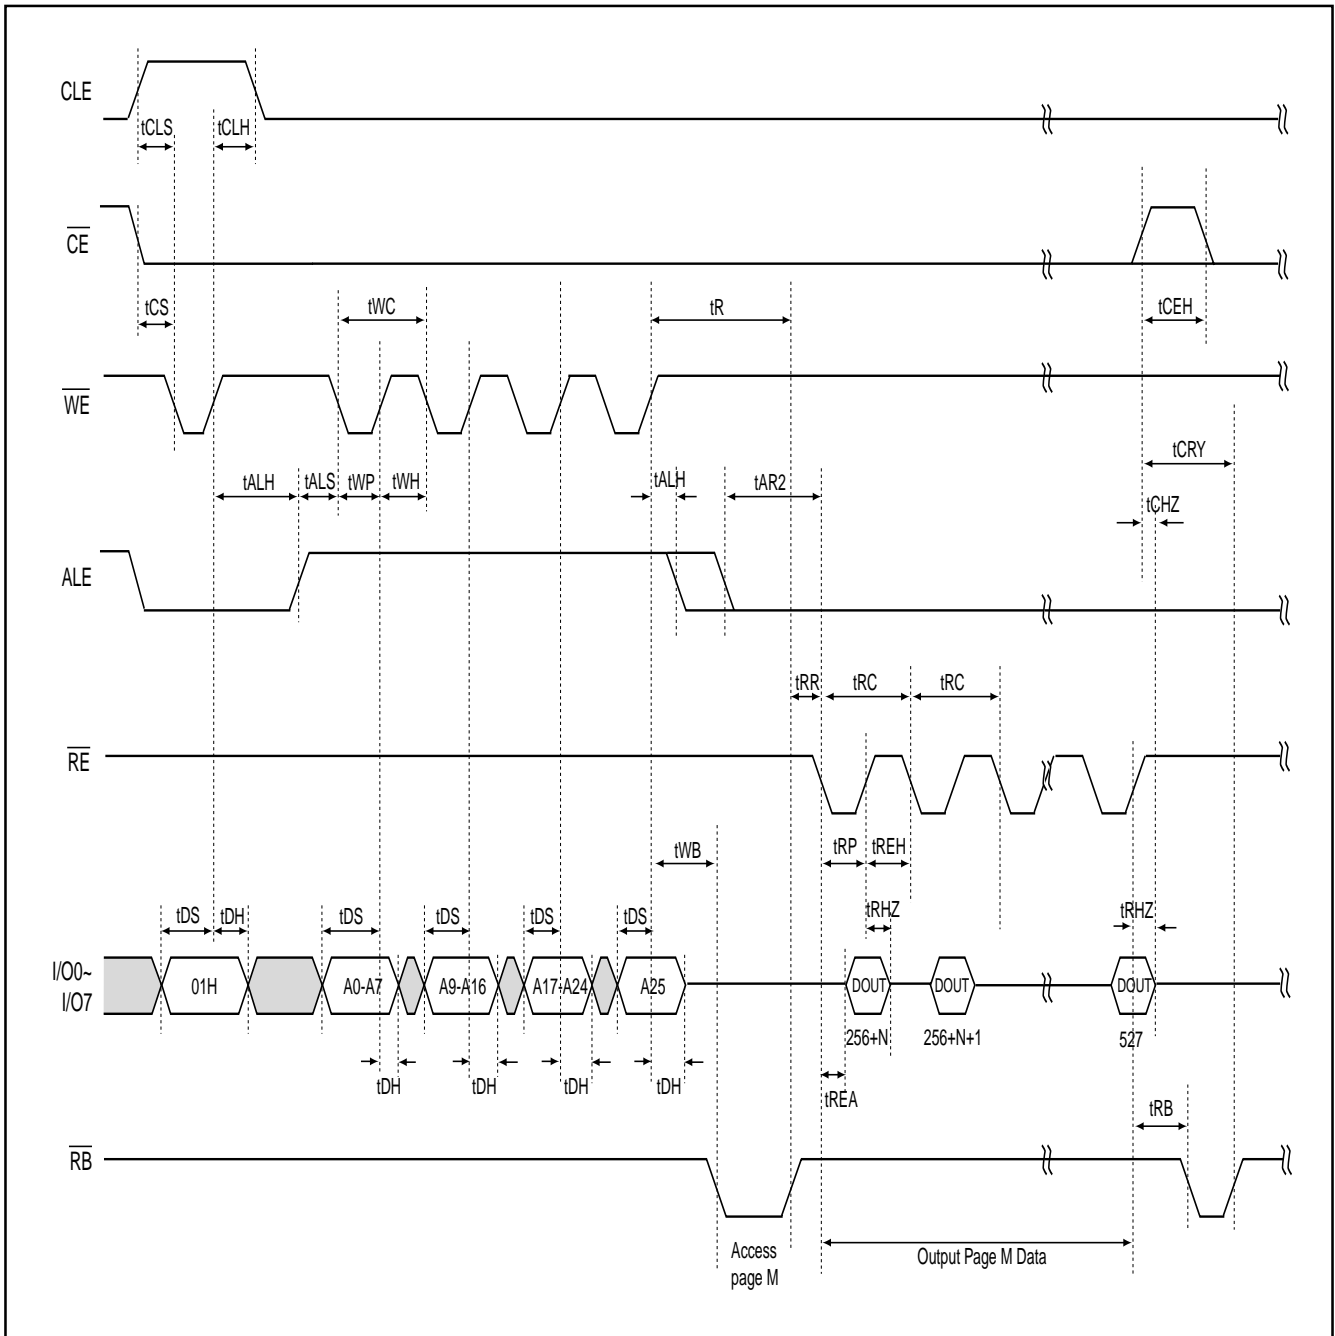 CLE
tCLS
tCLH
CE
tCS
tWC
tR
tCEH
WE
tCRY
tALH
tALS
tWP
tWH
tALH
tAR2
tCHZ
ALE
tRR
tRC
tRC
RE
tWB
tRP
tREH
tDS
tDH
tDS
tDS
tDS
tDS
tRHZ
tRHZ
I/O0~
I/O7
01H
A0-A7
A9-A16
A17-A24
A25
DOUT
DOUT
DOUT
256+N
256+N+1
527
tDH
tDH
tDH
tDH
tREA
tRB
RB
Access
page M
Output Page M Data